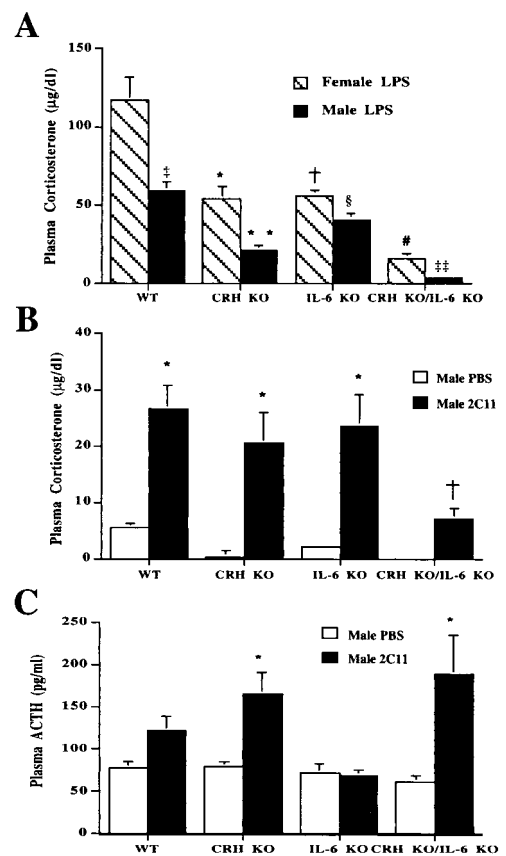 A
Plasma Corticosterone (µg/dl)
150
100
50
0
Female LPS
Male LPS
‡
*
* *
†
§
#
‡‡
WT
CRH KO
IL-6 KO
CRH KO/IL-6 KO
B
Plasma Corticosterone (µg/dl)
40
30
20
10
0
Male PBS
Male 2C11
*
*
*
†
WT
CRH KO
IL-6 KO
CRH KO/IL-6 KO
C
Plasma ACTH (pg/ml)
250
200
150
100
50
0
Male PBS
Male 2C11
*
*
WT
CRH KO
IL-6 KO
CRH KO/IL-6 KO